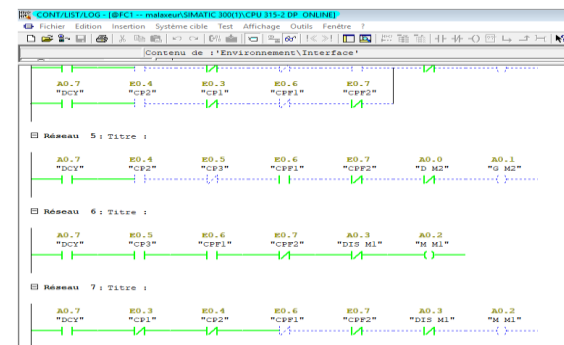 CONT/LIST/LOG - [@FC1 -- malaxeur\SIMATIC 300(1)\CPU 315-2 DP ONLINE]
Fichier Edition Insertion Système cible Test Affichage Outils Fenêtre ?
Contenu de :'Environnement\Interface'
A0.7 E0.4 E0.3 E0.6 E0.7
"DCY" "CP2" "CP1" "CPF1" "CPF2"
Réseau 5 : Titre :
A0.7 E0.4 E0.5 E0.6 E0.7 A0.0 A0.1
"DCY" "CP2" "CP3" "CPF1" "CPF2" "D M2" "G M2"
Réseau 6 : Titre :
A0.7 E0.5 E0.6 E0.7 A0.3 A0.2
"DCY" "CP3" "CPF1" "CPF2" "DIS M1" "M M1"
Réseau 7 : Titre :
A0.7 E0.3 E0.4 E0.6 E0.7 A0.3 A0.2
"DCY" "CP1" "CP2" "CPF1" "CPF2" "DIS M1" "M M1"